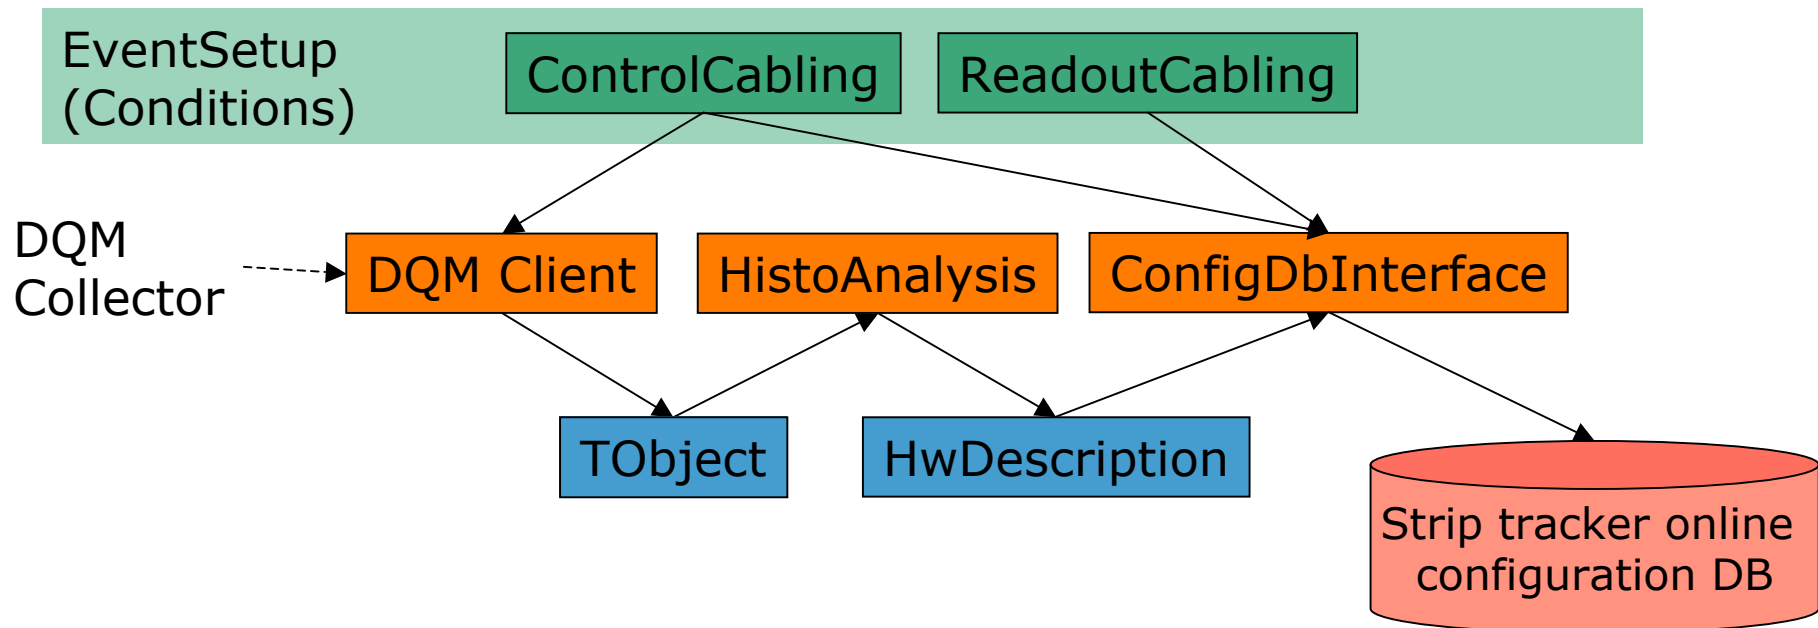 EventSetup
(Conditions)
ControlCabling
ReadoutCabling
DQM
Collector
DQM Client
HistoAnalysis
ConfigDbInterface
TObject
HwDescription
Strip tracker online
configuration DB